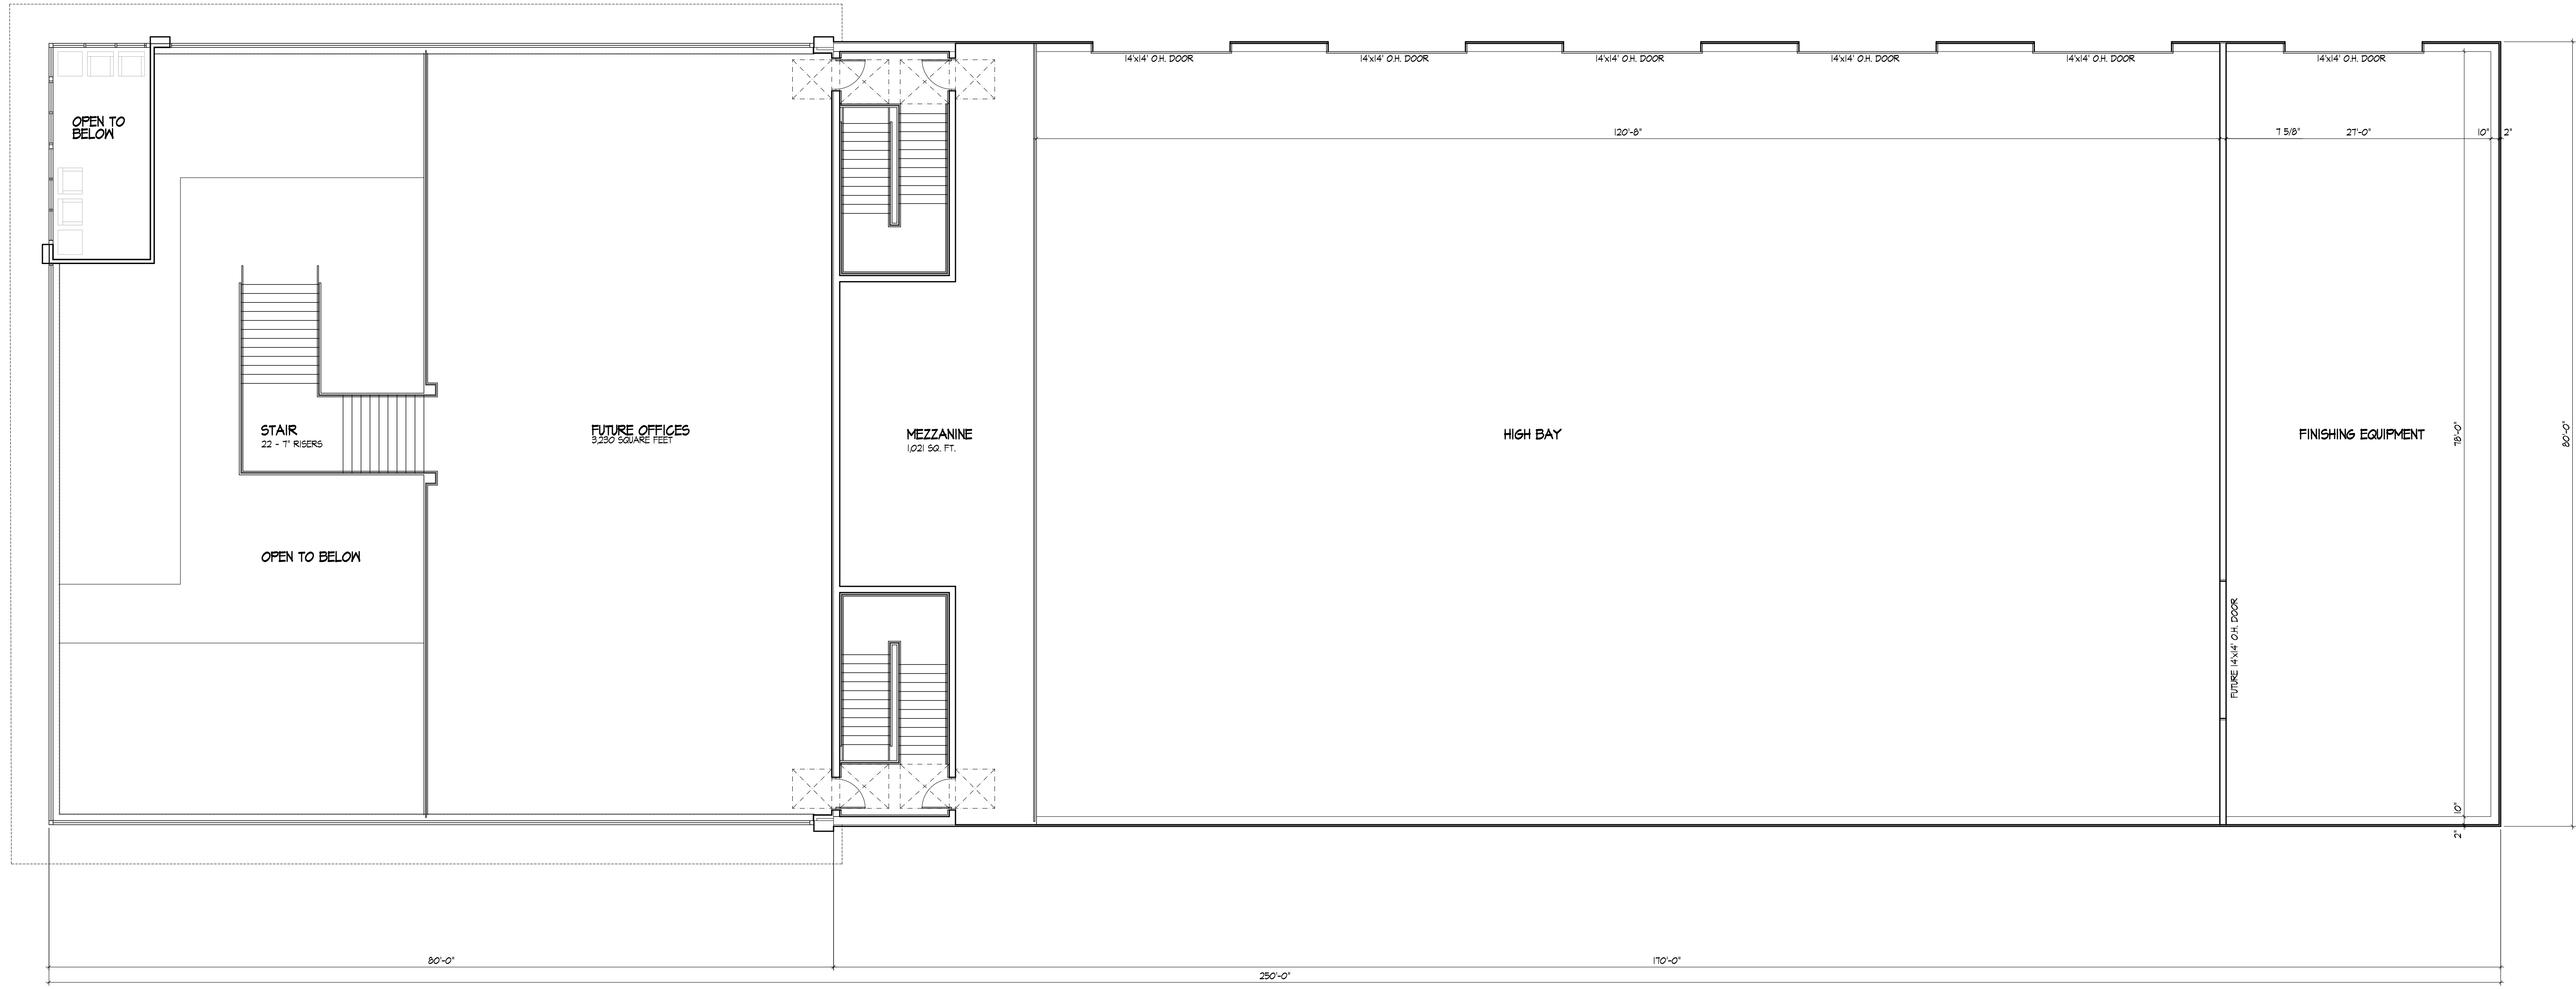 14'x14' O.H. DOOR
14'x14' O.H. DOOR
14'x14' O.H. DOOR
14'x14' O.H. DOOR
14'x14' O.H. DOOR
14'x14' O.H. DOOR
OPEN TO
BELOW
120'-8"
7 5/8"
27'-0"
10"
2"
STAIR
22 - 7" RISERS
FUTURE OFFICES
3,230 SQUARE FEET
MEZZANINE
1,021 SQ. FT.
HIGH BAY
FINISHING EQUIPMENT
78'-0"
80'-0"
OPEN TO BELOW
FUTURE 14'x14' O.H. DOOR
10"
2"
80'-0"
170'-0"
250'-0"